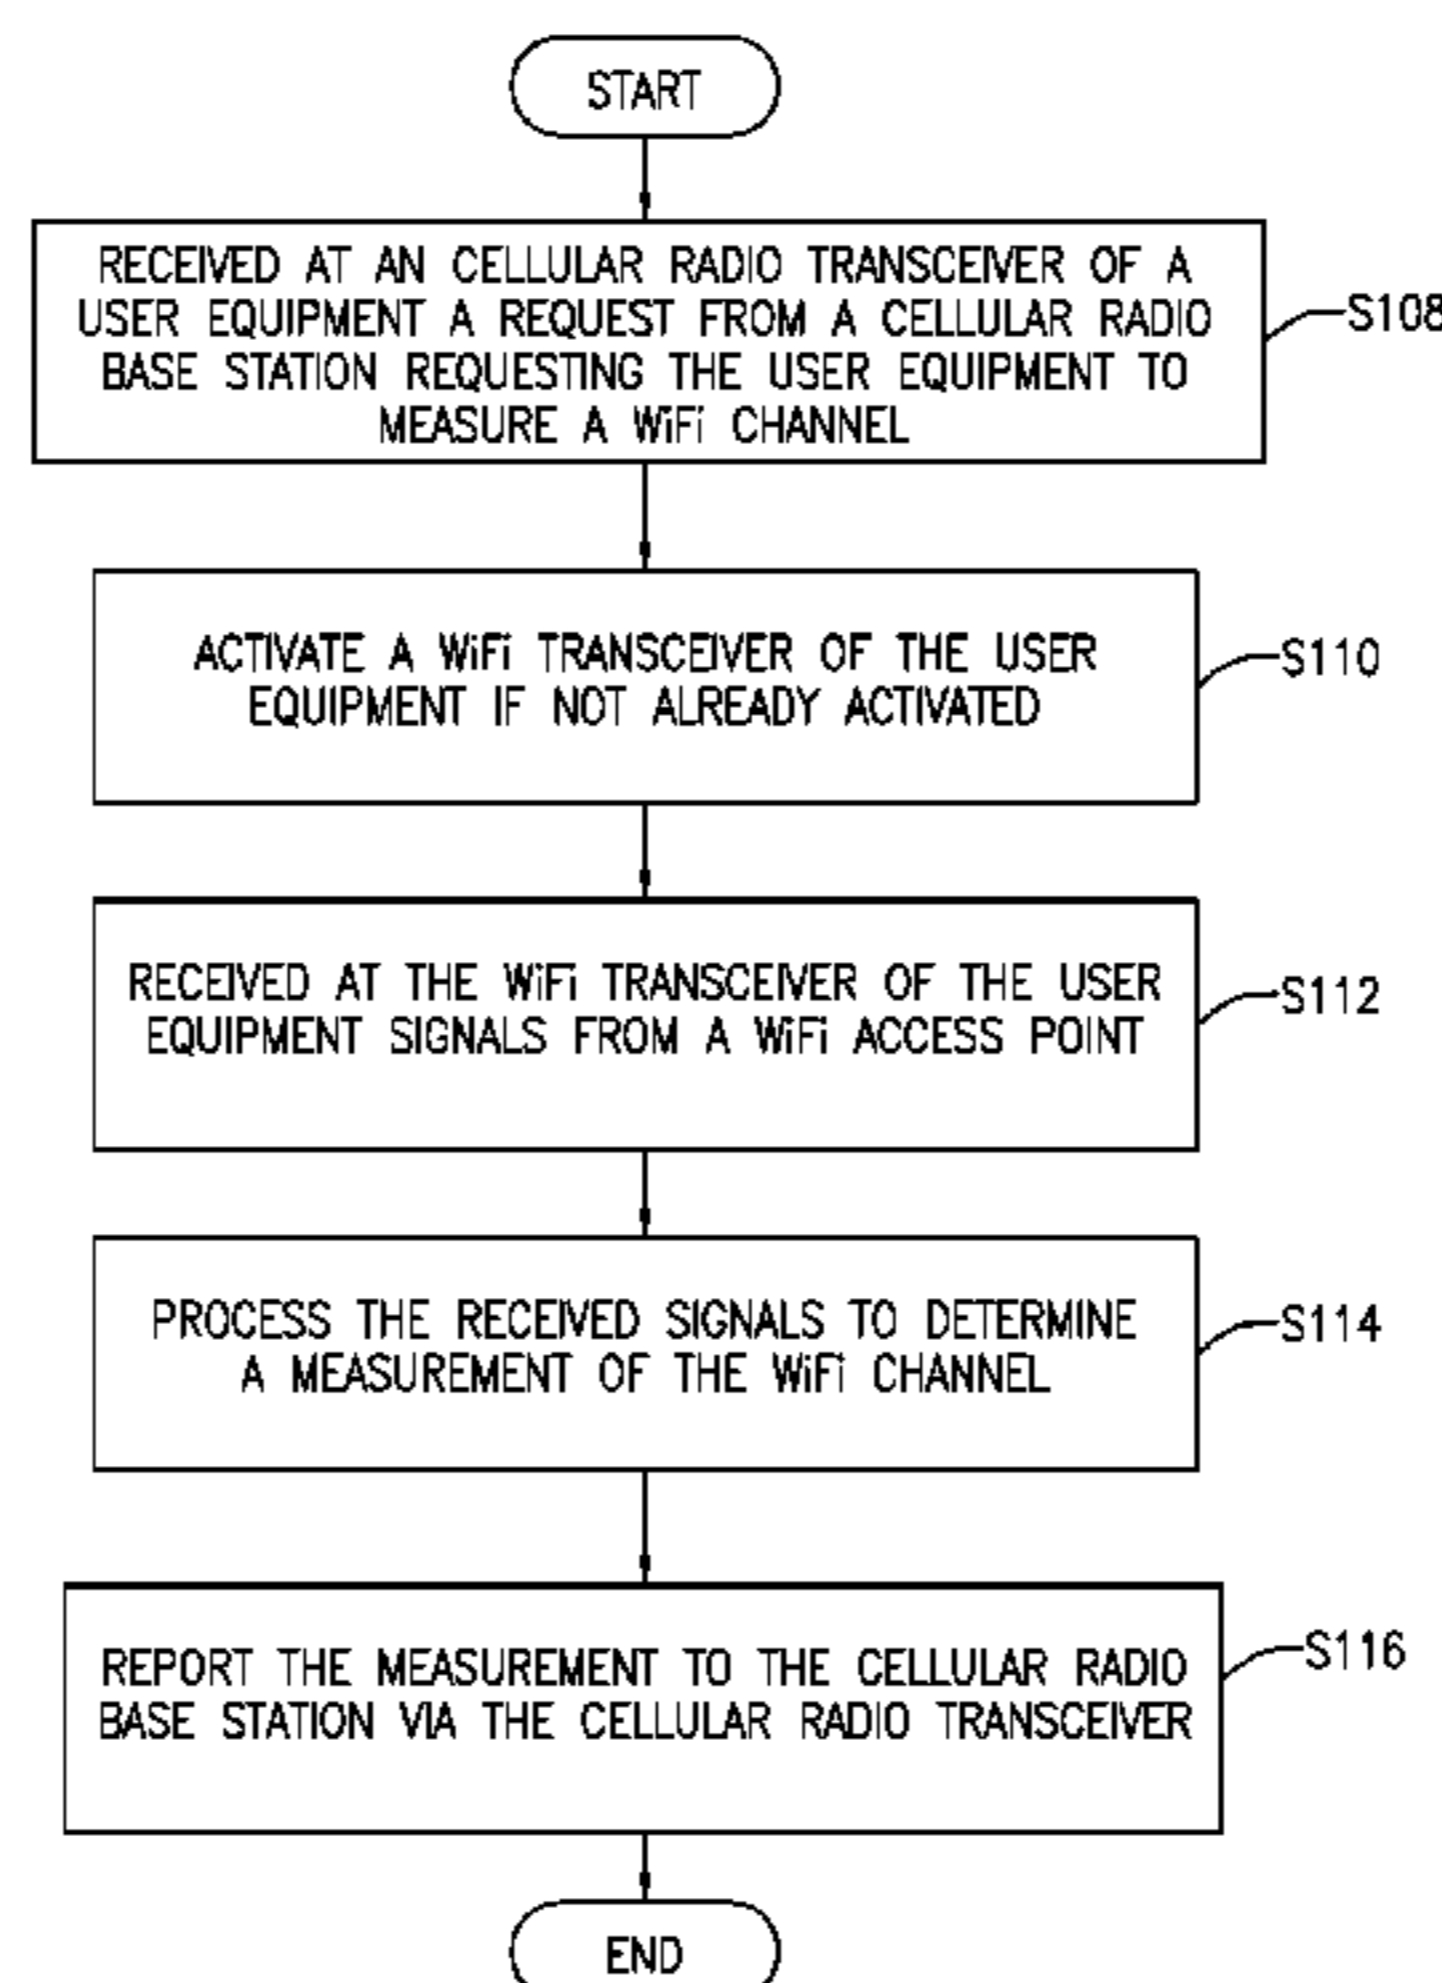 START
RECEIVED AT AN CELLULAR RADIO TRANSCEIVER OF A
USER EQUIPMENT A REQUEST FROM A CELLULAR RADIO
BASE STATION REQUESTING THE USER EQUIPMENT TO
MEASURE A WiFi CHANNEL
S108
ACTIVATE A WiFi TRANSCEIVER OF THE USER
EQUIPMENT IF NOT ALREADY ACTIVATED
S110
RECEIVED AT THE WiFi TRANSCEIVER OF THE USER
EQUIPMENT SIGNALS FROM A WiFi ACCESS POINT
S112
PROCESS THE RECEIVED SIGNALS TO DETERMINE
A MEASUREMENT OF THE WiFi CHANNEL
S114
REPORT THE MEASUREMENT TO THE CELLULAR RADIO
BASE STATION VIA THE CELLULAR RADIO TRANSCEIVER
S116
END